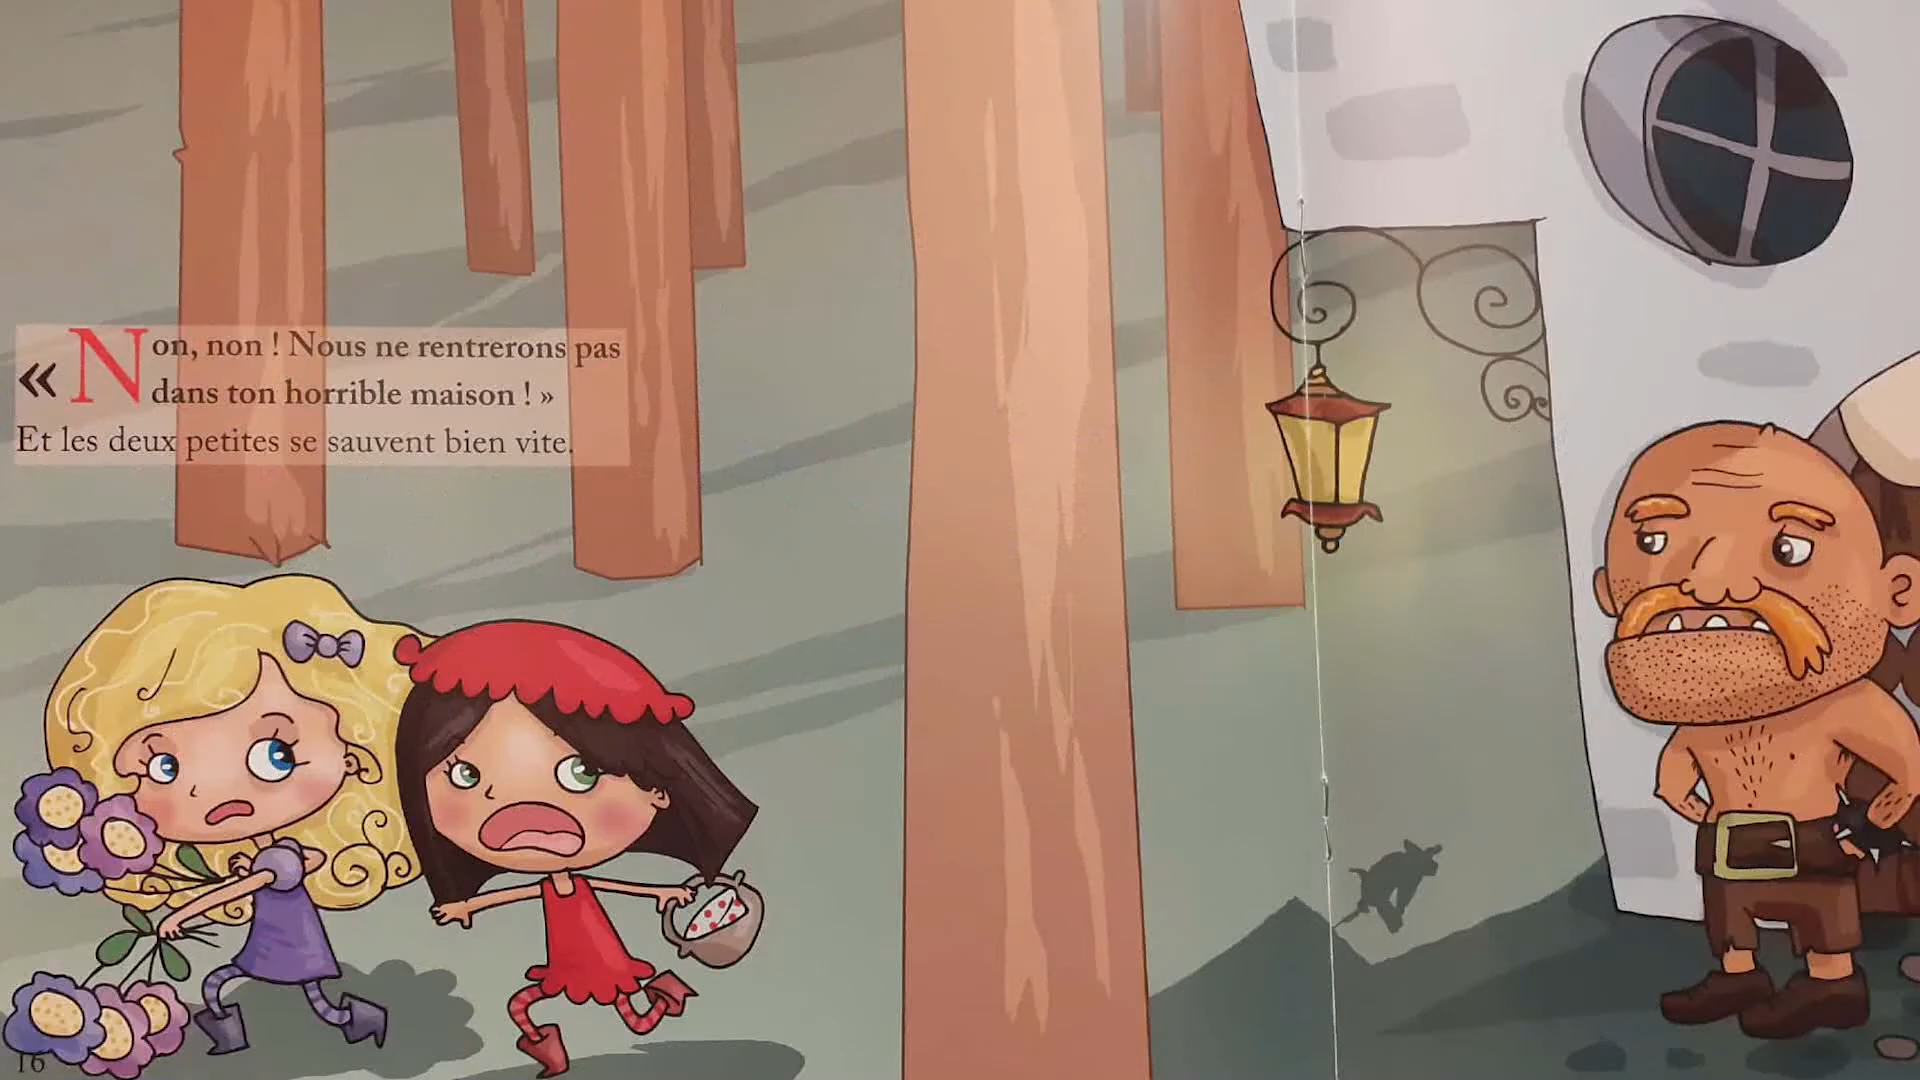 « Non, non ! Nous ne rentrerons pas
dans ton horrible maison ! »
Et les deux petites se sauvent bien vite.
16